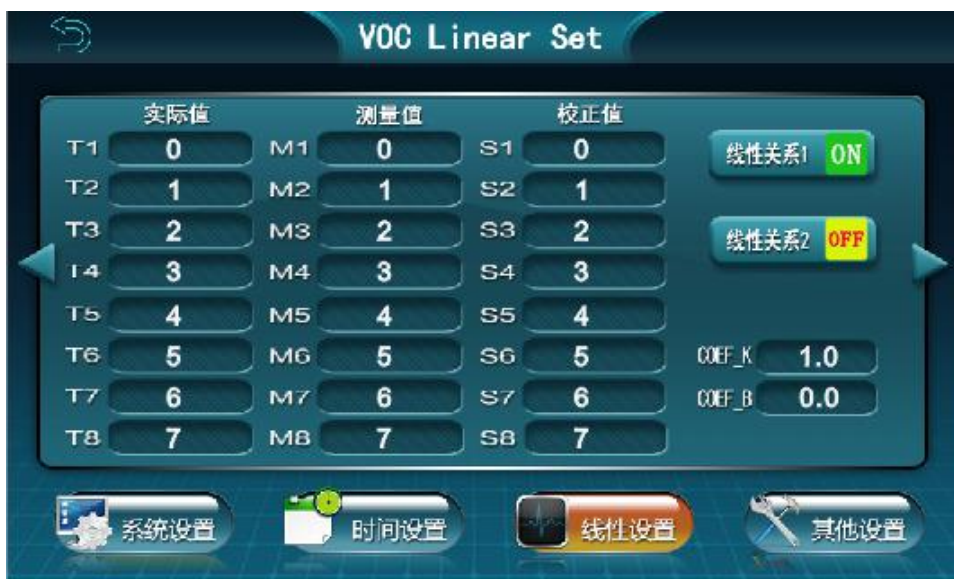 VOC Linear Set
实际值 测量值 校正值
T1 0 M1 0 S1 0 线性关系1 ON
T2 1 M2 1 S2 1
T3 2 M3 2 S3 2 线性关系2 OFF
T4 3 M4 3 S4 3
T5 4 M5 4 S5 4
T6 5 M6 5 S6 5 COEF_K 1.0
T7 6 M7 6 S7 6 COEF_B 0.0
T8 7 M8 7 S8 7
系统设置 时间设置 线性设置 其他设置